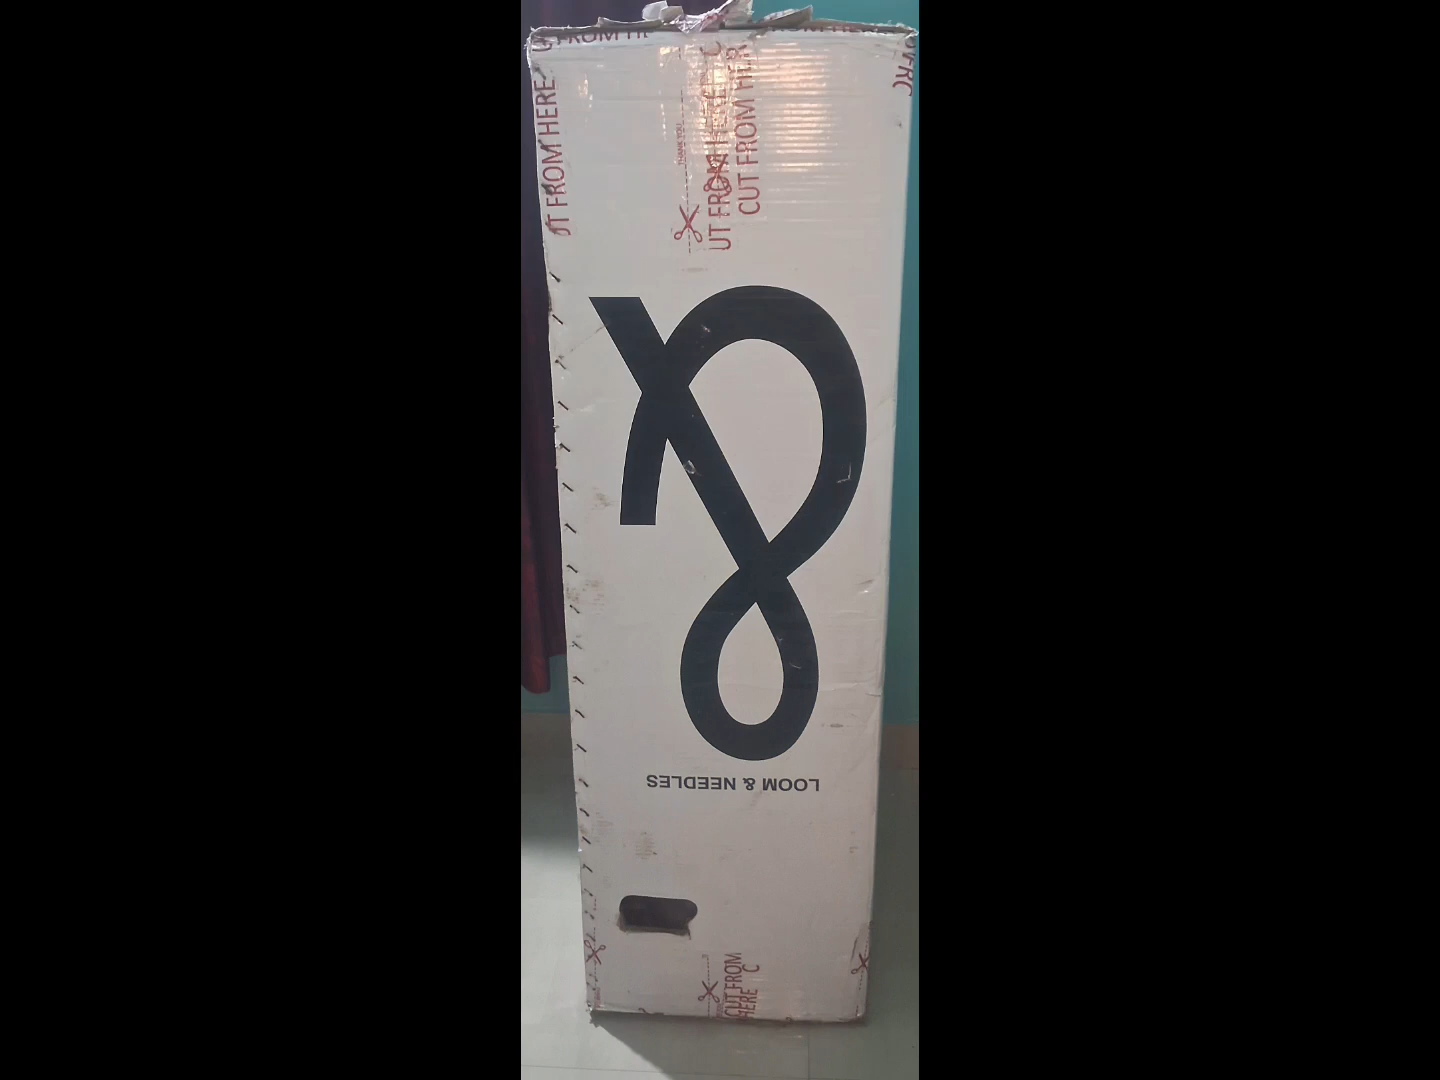 UT FROM HERE
CUT FROM HER
UT FROM HERE C
THANK YOU
LOOM & NEEDLES
CUT FROM
HERE C